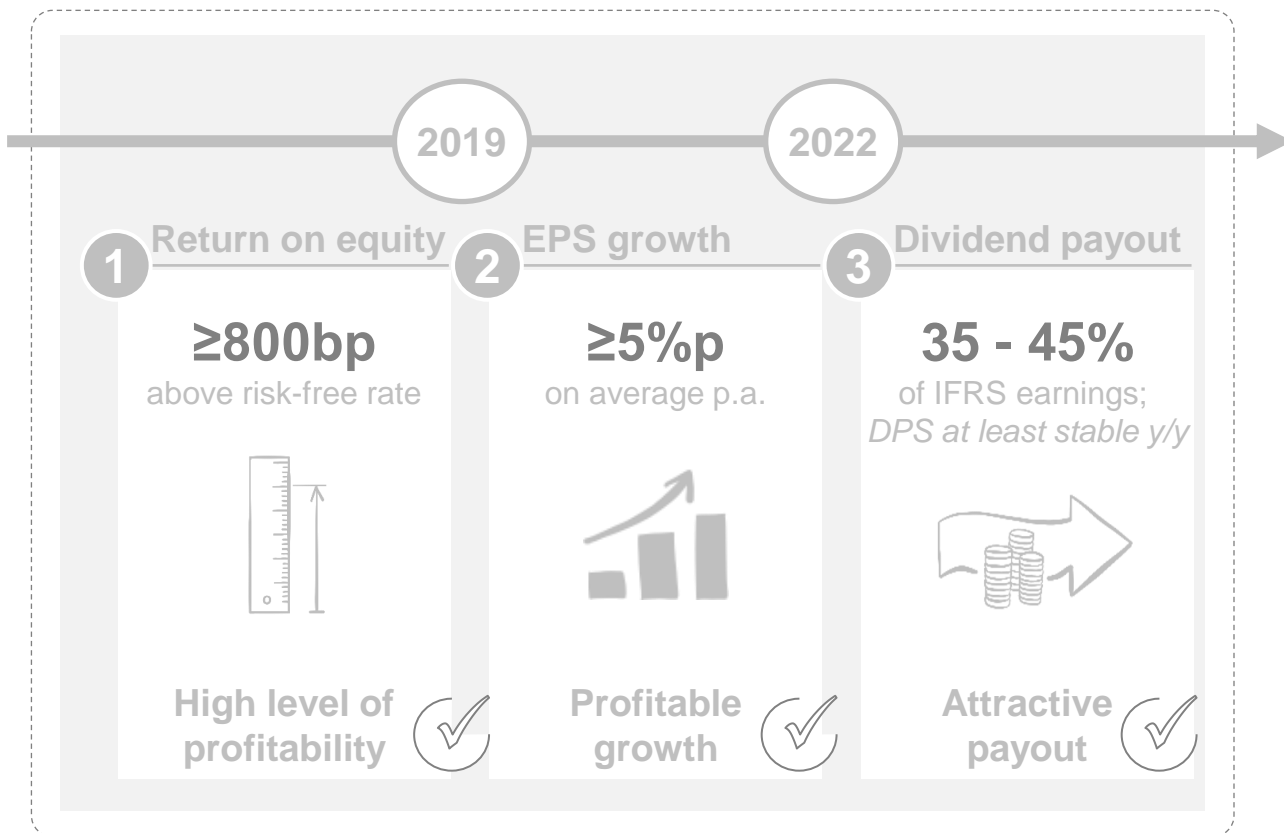 2019
2022
1
Return on equity
2
EPS growth
3
Dividend payout
≥800bp
above risk-free rate
≥5%p
on average p.a.
35 - 45%
of IFRS earnings;
DPS at least stable y/y
High level of
profitability
Profitable
growth
Attractive
payout